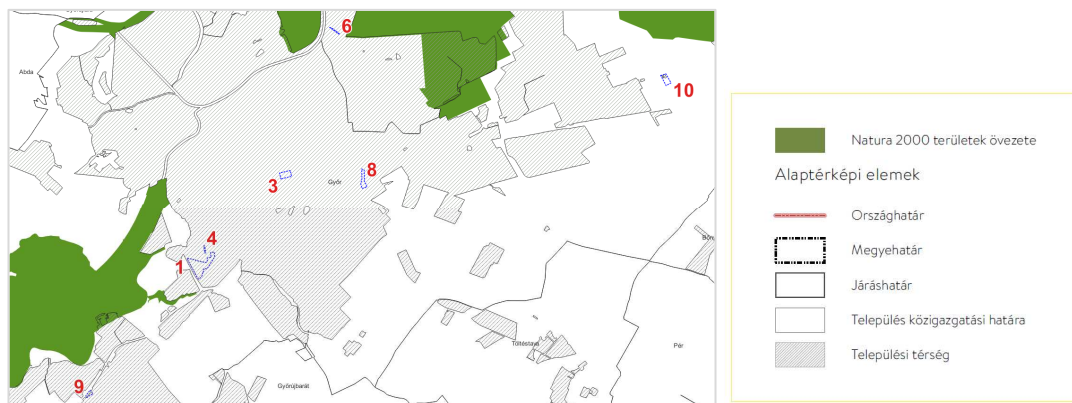 6
Abda
10
8
3
Győr
4
1
Bőny
Töltéstava
Pér
Győrújbarát
9
Natura 2000 területek övezete
Alaptérképi elemek
Országhatár
Megyehatár
Járáshatár
Település közigazgatási határa
Települési térség